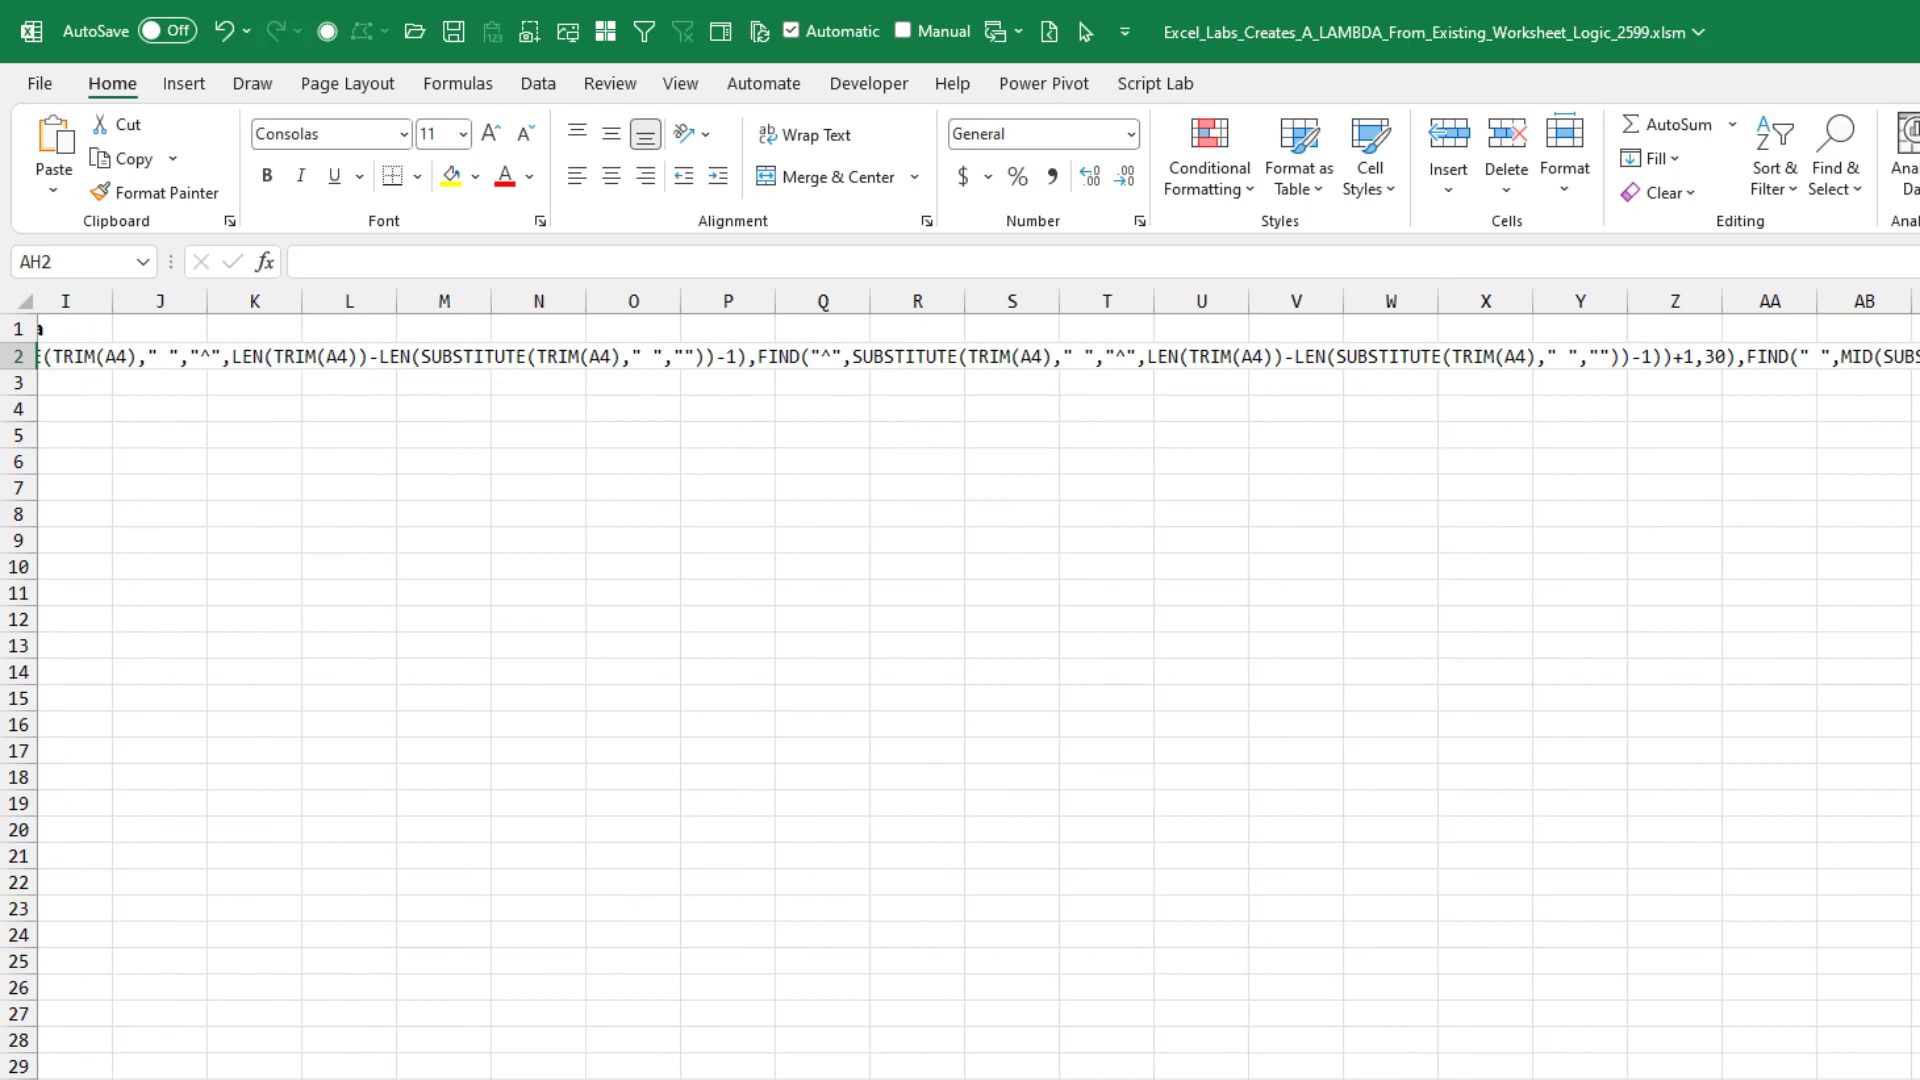 AutoSave Off Automatic Manual Excel_Labs_Creates_A_LAMBDA_From_Existing_Worksheet_Logic_2599.xlsm
File Home Insert Draw Page Layout Formulas Data Review View Automate Developer Help Power Pivot Script Lab
Paste Cut Copy Format Painter
Clipboard
Consolas 11
B I U
Font
Wrap Text
Merge & Center
Alignment
General
$ % 9 .00 .00
Number
Conditional Formatting
Format as Table
Cell Styles
Styles
Insert Delete Format
Cells
AutoSum
Fill
Clear
Sort & Filter
Find & Select
Editing
AH2 fx
I J K L M N O P Q R S T U V W X Y Z AA AB
1
2 (TRIM(A4)," ","^",LEN(TRIM(A4))-LEN(SUBSTITUTE(TRIM(A4)," ",""))-1),FIND("^",SUBSTITUTE(TRIM(A4)," ","^",LEN(TRIM(A4))-LEN(SUBSTITUTE(TRIM(A4)," ",""))-1))+1,30),FIND(" ",MID(SUBS
3
4
5
6
7
8
9
10
11
12
13
14
15
16
17
18
19
20
21
22
23
24
25
26
27
28
29